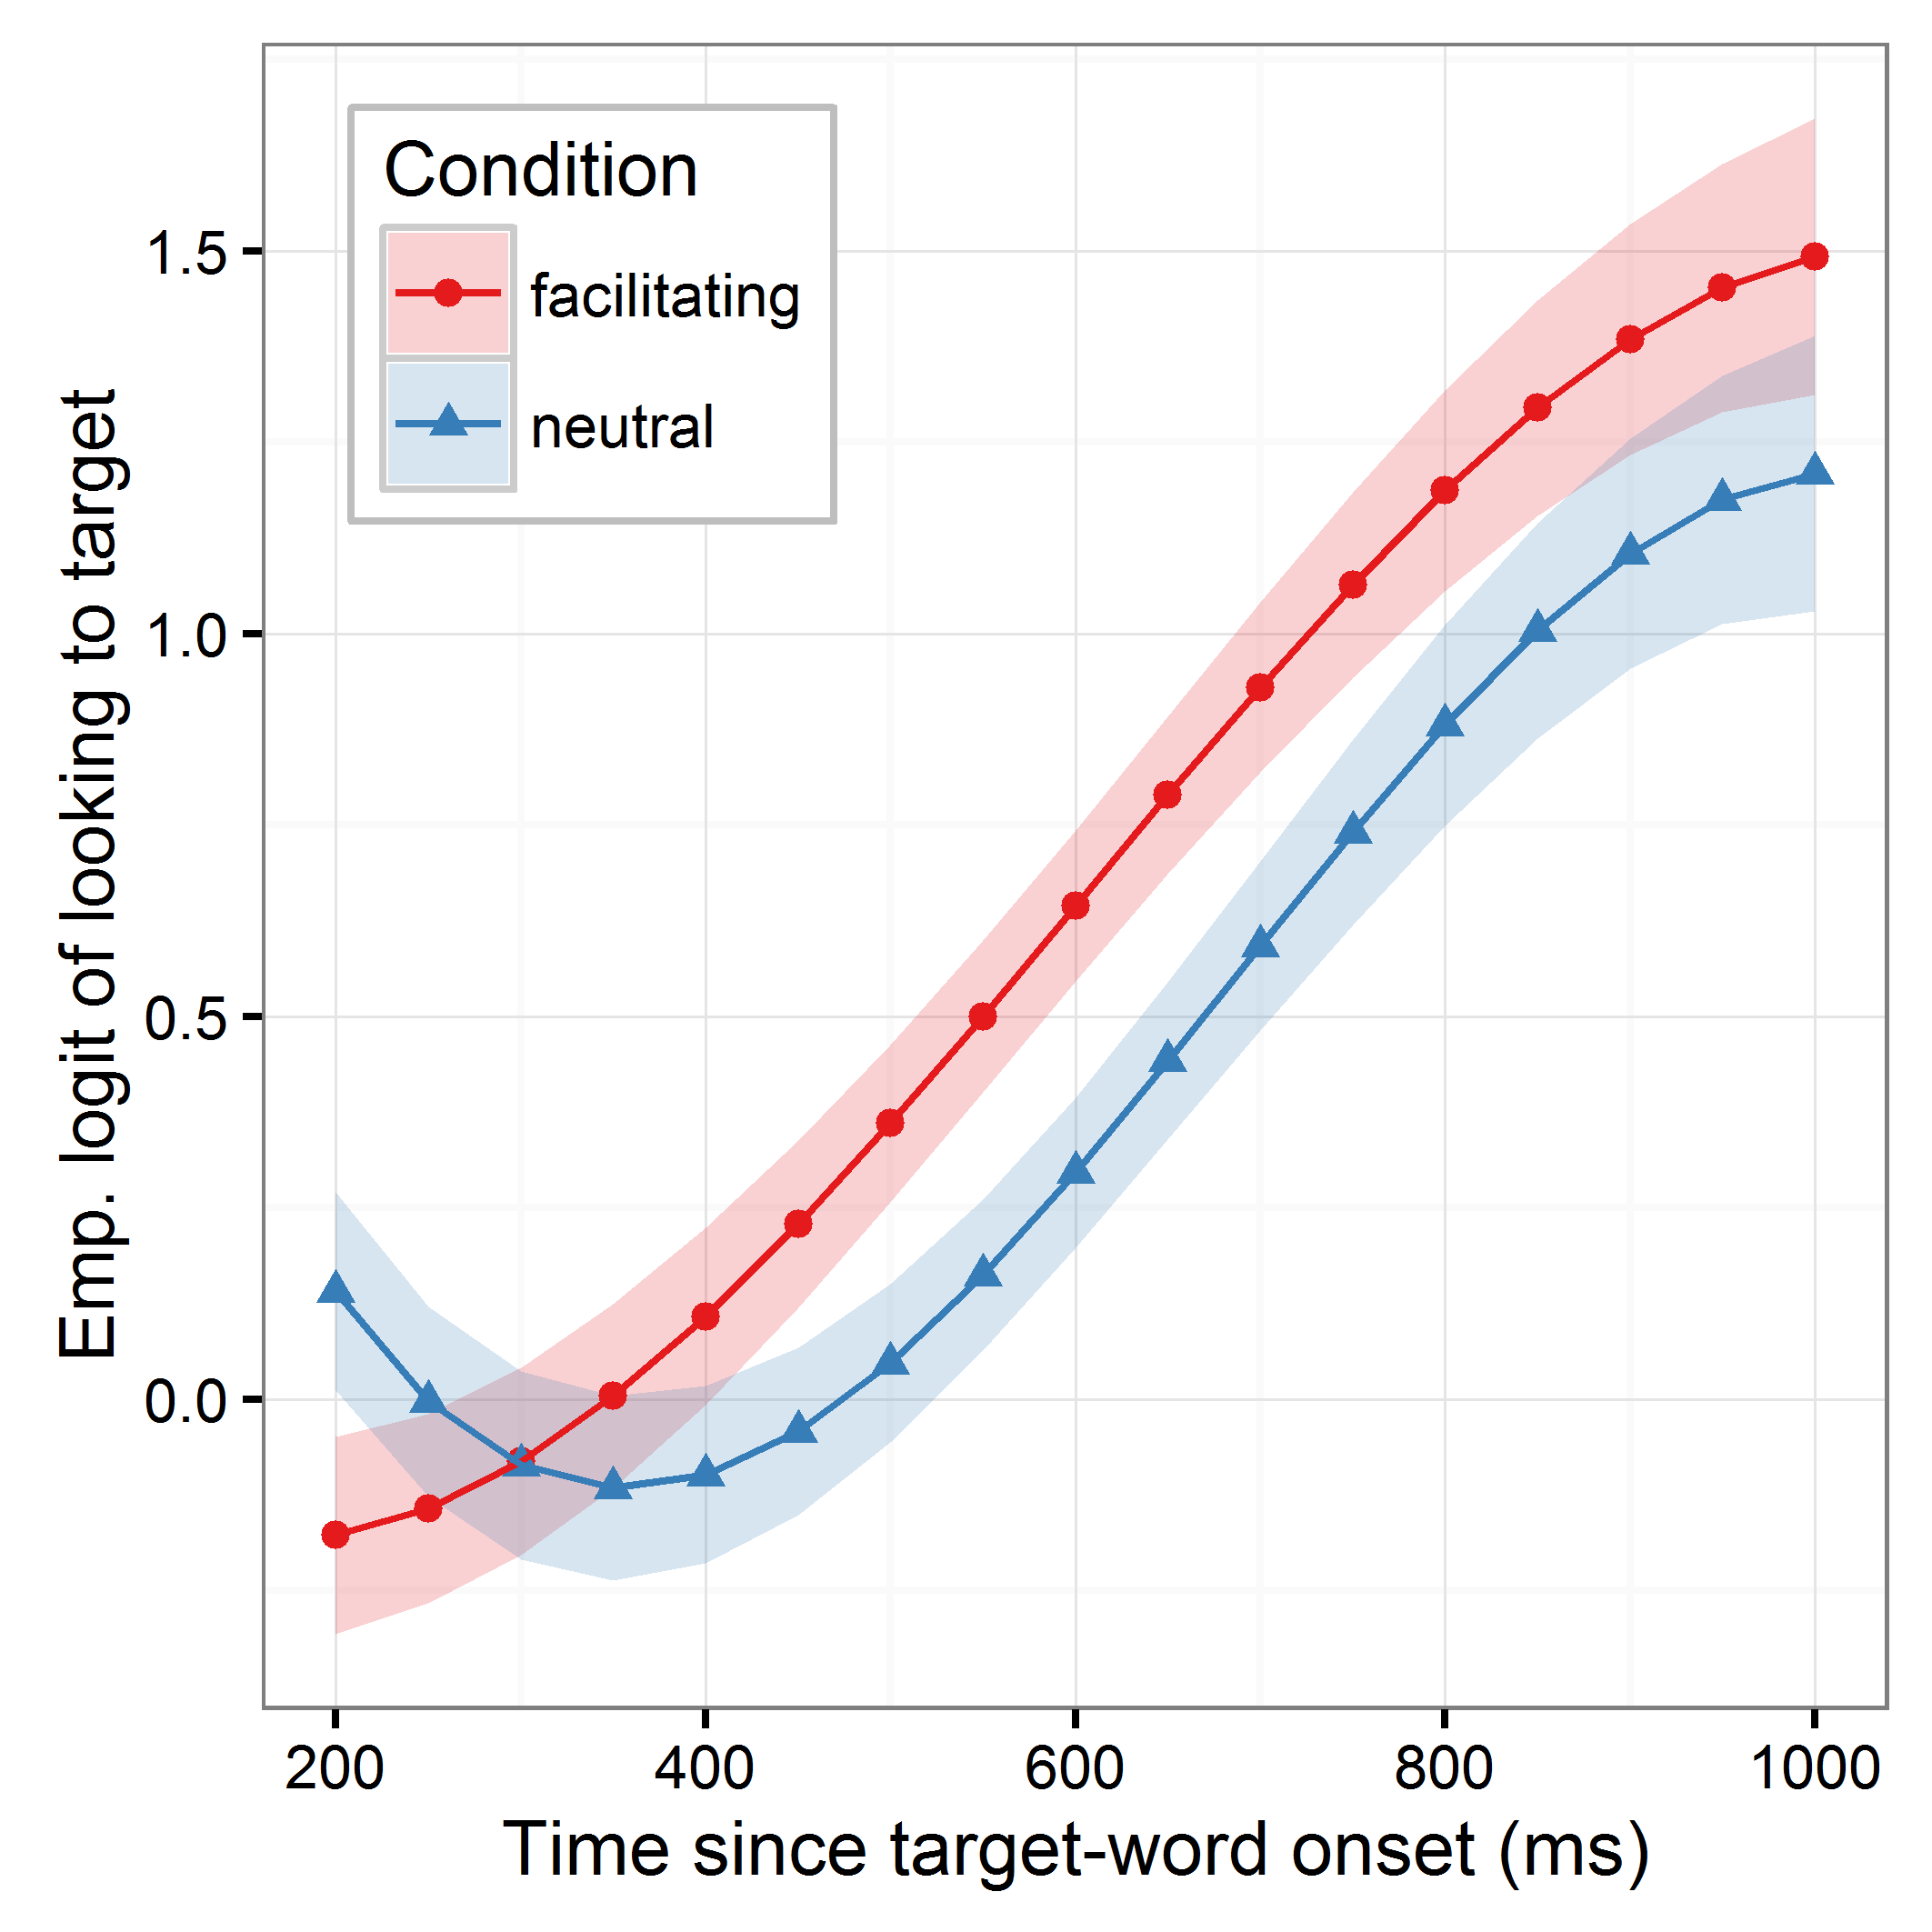 Condition
facilitating
neutral
Emp. logit of looking to target
1.5
1.0
0.5
0.0
200 400 600 800 1000
Time since target-word onset (ms)